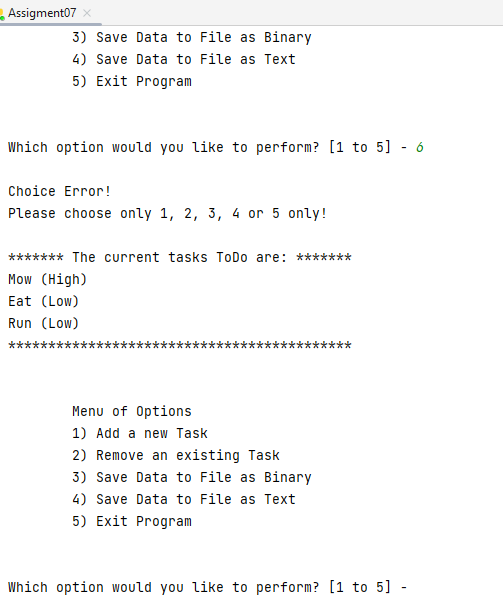 Assigment07
3) Save Data to File as Binary
4) Save Data to File as Text
5) Exit Program
Which option would you like to perform? [1 to 5] - 6
Choice Error!
Please choose only 1, 2, 3, 4 or 5 only!
******* The current tasks ToDo are: *******
Mow (High)
Eat (Low)
Run (Low)
*******************************************
Menu of Options
1) Add a new Task
2) Remove an existing Task
3) Save Data to File as Binary
4) Save Data to File as Text
5) Exit Program
Which option would you like to perform? [1 to 5] -